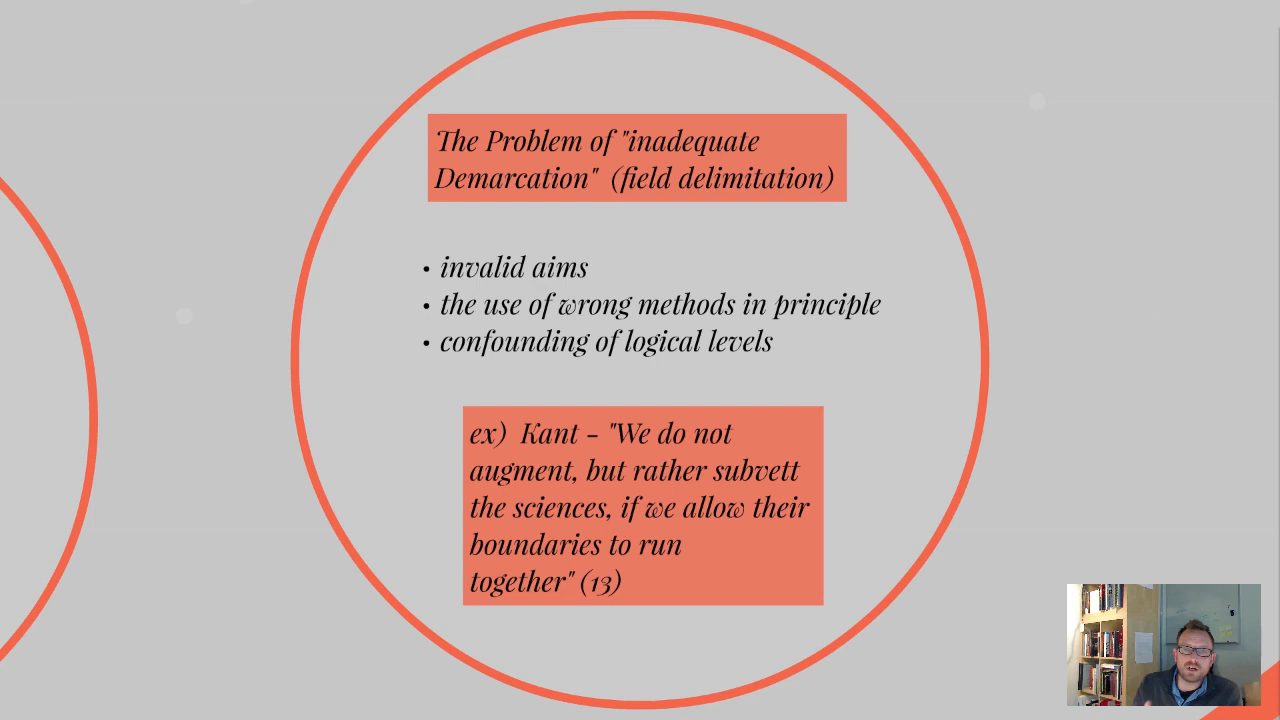 The Problem of "inadequate
Demarcation" (field delimitation)
• invalid aims
• the use of wrong methods in principle
• confounding of logical levels
ex) Kant - "We do not
augment, but rather subvett
the sciences, if we allow their
boundaries to run
together" (13)